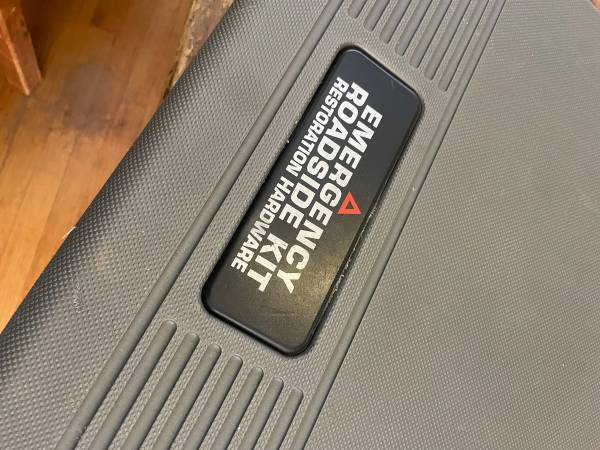 EMERGENCY
ROADSIDE KIT
RESTORATION HARDWARE